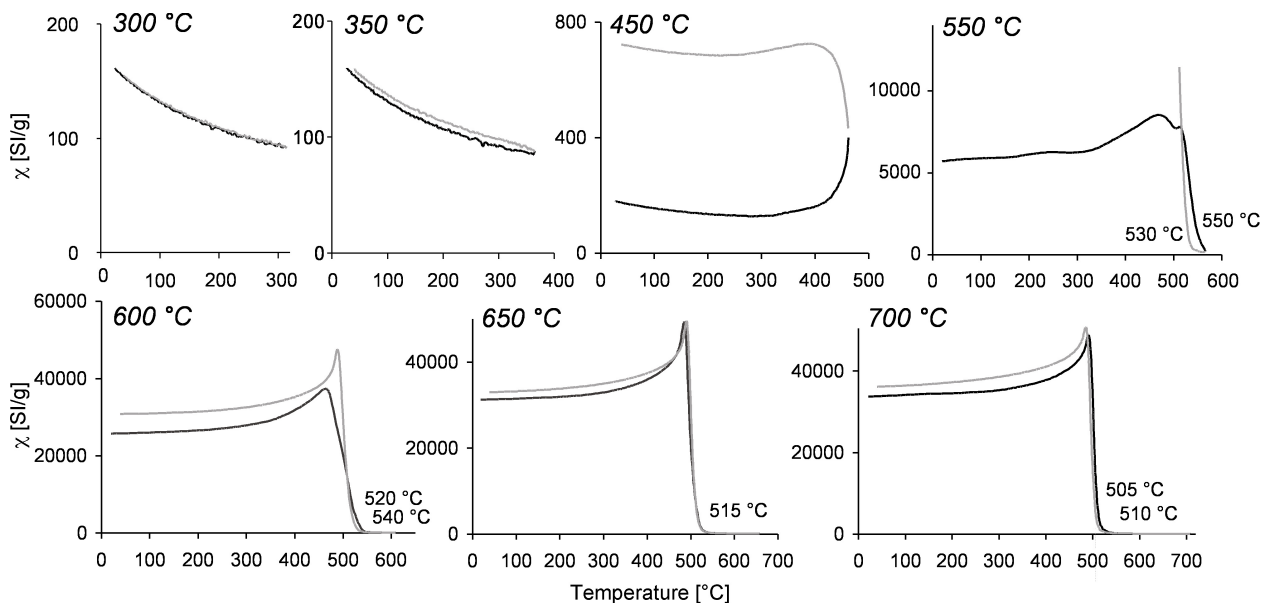 300 °C
350 °C
450 °C
550 °C
χ [SI/g]
200
100
0
0 100 200 300
200
100
0
0 100 200 300 400
800
400
0
0 100 200 300 400 500
10000
5000
0
530 °C
550 °C
0 100 200 300 400 500 600
600 °C
650 °C
700 °C
χ [SI/g]
60000
40000
20000
0
520 °C
540 °C
0 100 200 300 400 500 600
40000
20000
0
515 °C
0 100 200 300 400 500 600 700
40000
20000
0
505 °C
510 °C
0 100 200 300 400 500 600 700
Temperature [°C]